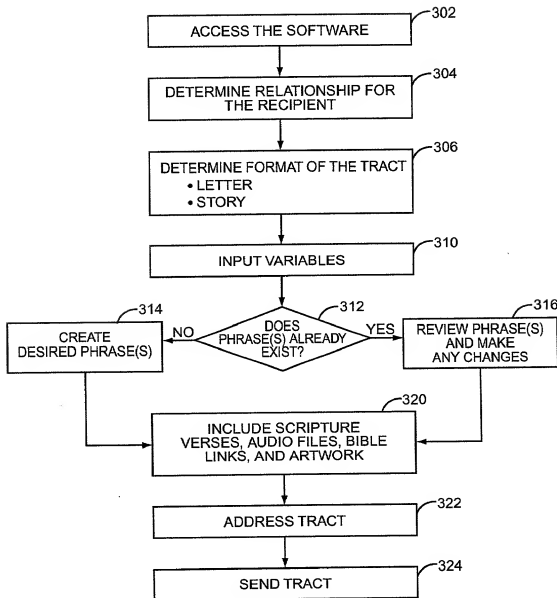 302
ACCESS THE SOFTWARE
304
DETERMINE RELATIONSHIP FOR
THE RECIPIENT
306
DETERMINE FORMAT OF THE TRACT
• LETTER
• STORY
310
INPUT VARIABLES
312
DOES
PHRASE(S) ALREADY
EXIST?
NO
YES
314
CREATE
DESIRED PHRASE(S)
316
REVIEW PHRASE(S)
AND MAKE
ANY CHANGES
320
INCLUDE SCRIPTURE
VERSES, AUDIO FILES, BIBLE
LINKS, AND ARTWORK
322
ADDRESS TRACT
324
SEND TRACT